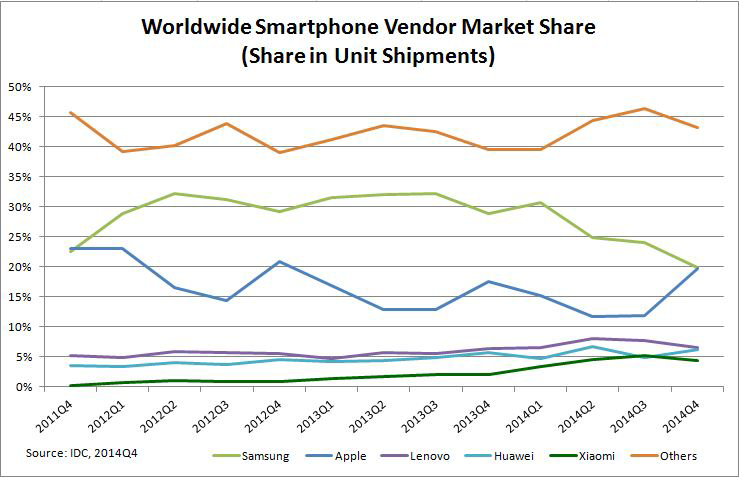 Worldwide Smartphone Vendor Market Share
(Share in Unit Shipments)
50%
45%
40%
35%
30%
25%
20%
15%
10%
5%
0%
2011Q4 2012Q1 2012Q2 2012Q3 2012Q4 2013Q1 2013Q2 2013Q3 2013Q4 2014Q1 2014Q2 2014Q3 2014Q4
Source: IDC, 2014Q4 Samsung Apple Lenovo Huawei Xiaomi Others